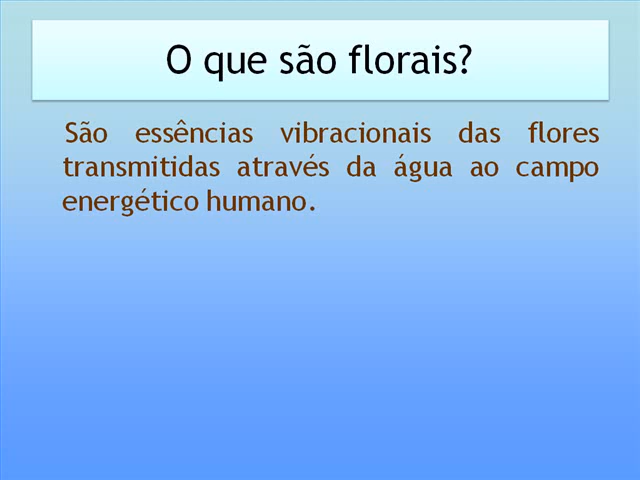 O que são florais?
São essências vibracionais das flores
transmitidas através da água ao campo
energético humano.